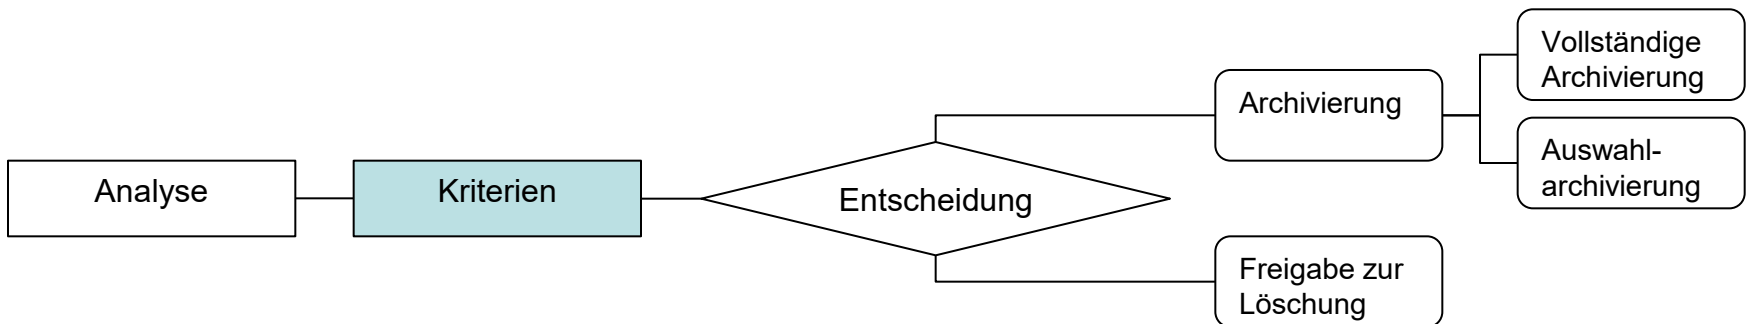 Analyse
Kriterien
Entscheidung
Archivierung
Vollständige
Archivierung
Auswahl-
archivierung
Freigabe zur
Löschung